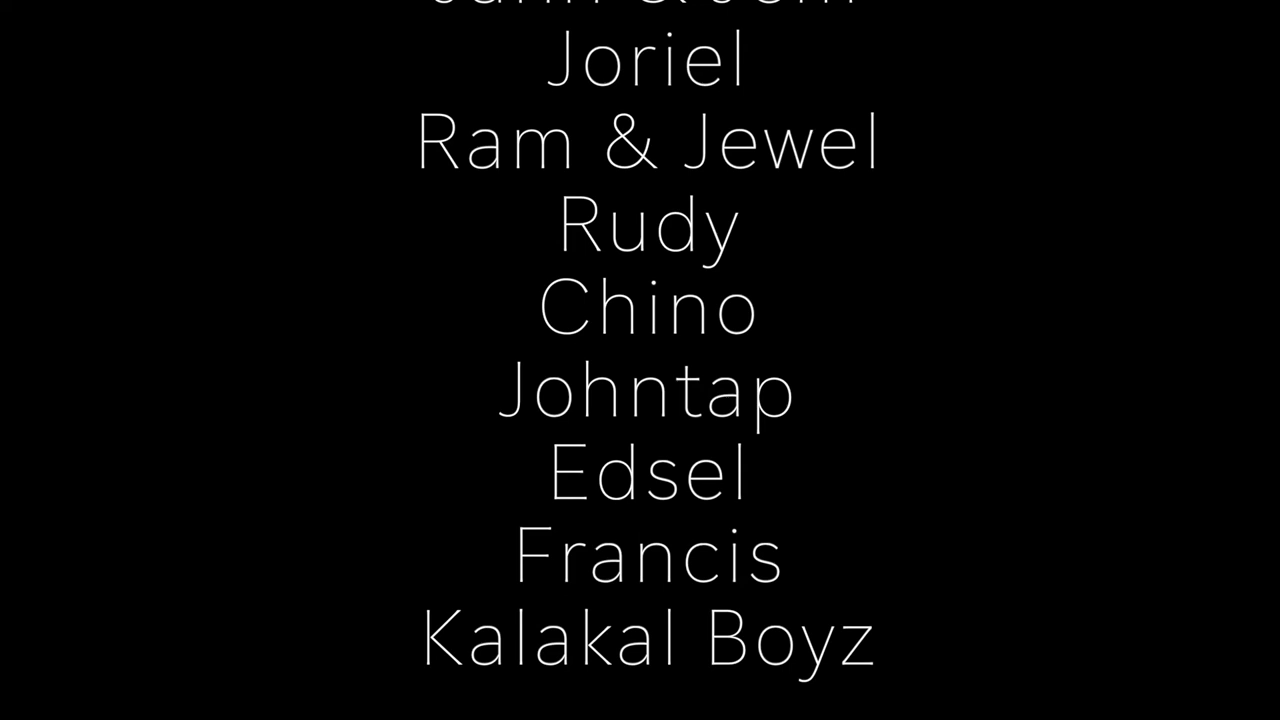 Joriel
Ram & Jewel
Rudy
Chino
Johntap
Edsel
Francis
Kalakal Boyz